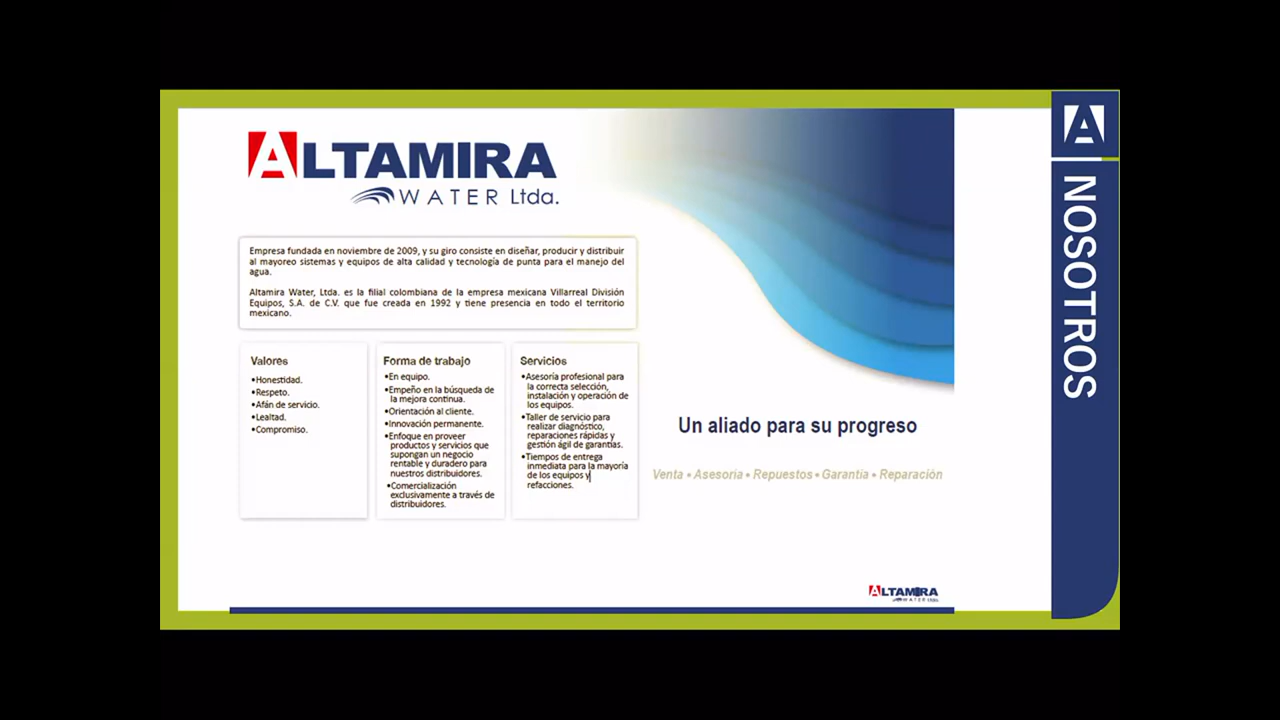 ALTAMIRA
WATER Ltda.
Empresa fundada en noviembre de 2009, y su giro consiste en diseñar, producir y distribuir
al mayoreo sistemas y equipos de alta calidad y tecnología de punta para el manejo del
agua.
Altamira Water, Ltda. es la filial colombiana de la empresa mexicana Villarreal División
Equipos, S.A. de C.V. que fue creada en 1992 y tiene presencia en todo el territorio
mexicano.
Valores
•Honestidad.
•Respeto.
•Afán de servicio.
•Lealtad.
•Compromiso.
Forma de trabajo
•En equipo.
•Empeño en la búsqueda de
la mejora continua.
•Orientación al cliente.
•Innovación permanente.
•Enfoque en proveer
productos y servicios que
supongan un negocio
rentable y duradero para
nuestros distribuidores.
•Comercialización
exclusivamente a través de
distribuidores.
Servicios
•Asesoría profesional para
la correcta selección,
instalación y operación de
los equipos.
•Taller de servicio para
realizar diagnóstico,
reparaciones rápidas y
gestión ágil de garantías.
•Tiempos de entrega
inmediata para la mayoría
de los equipos y
refacciones.
Un aliado para su progreso
Venta • Asesoria • Repuestos • Garantia • Reparación
ALTAMIRA
WATER Ltda.
A
NOSOTROS